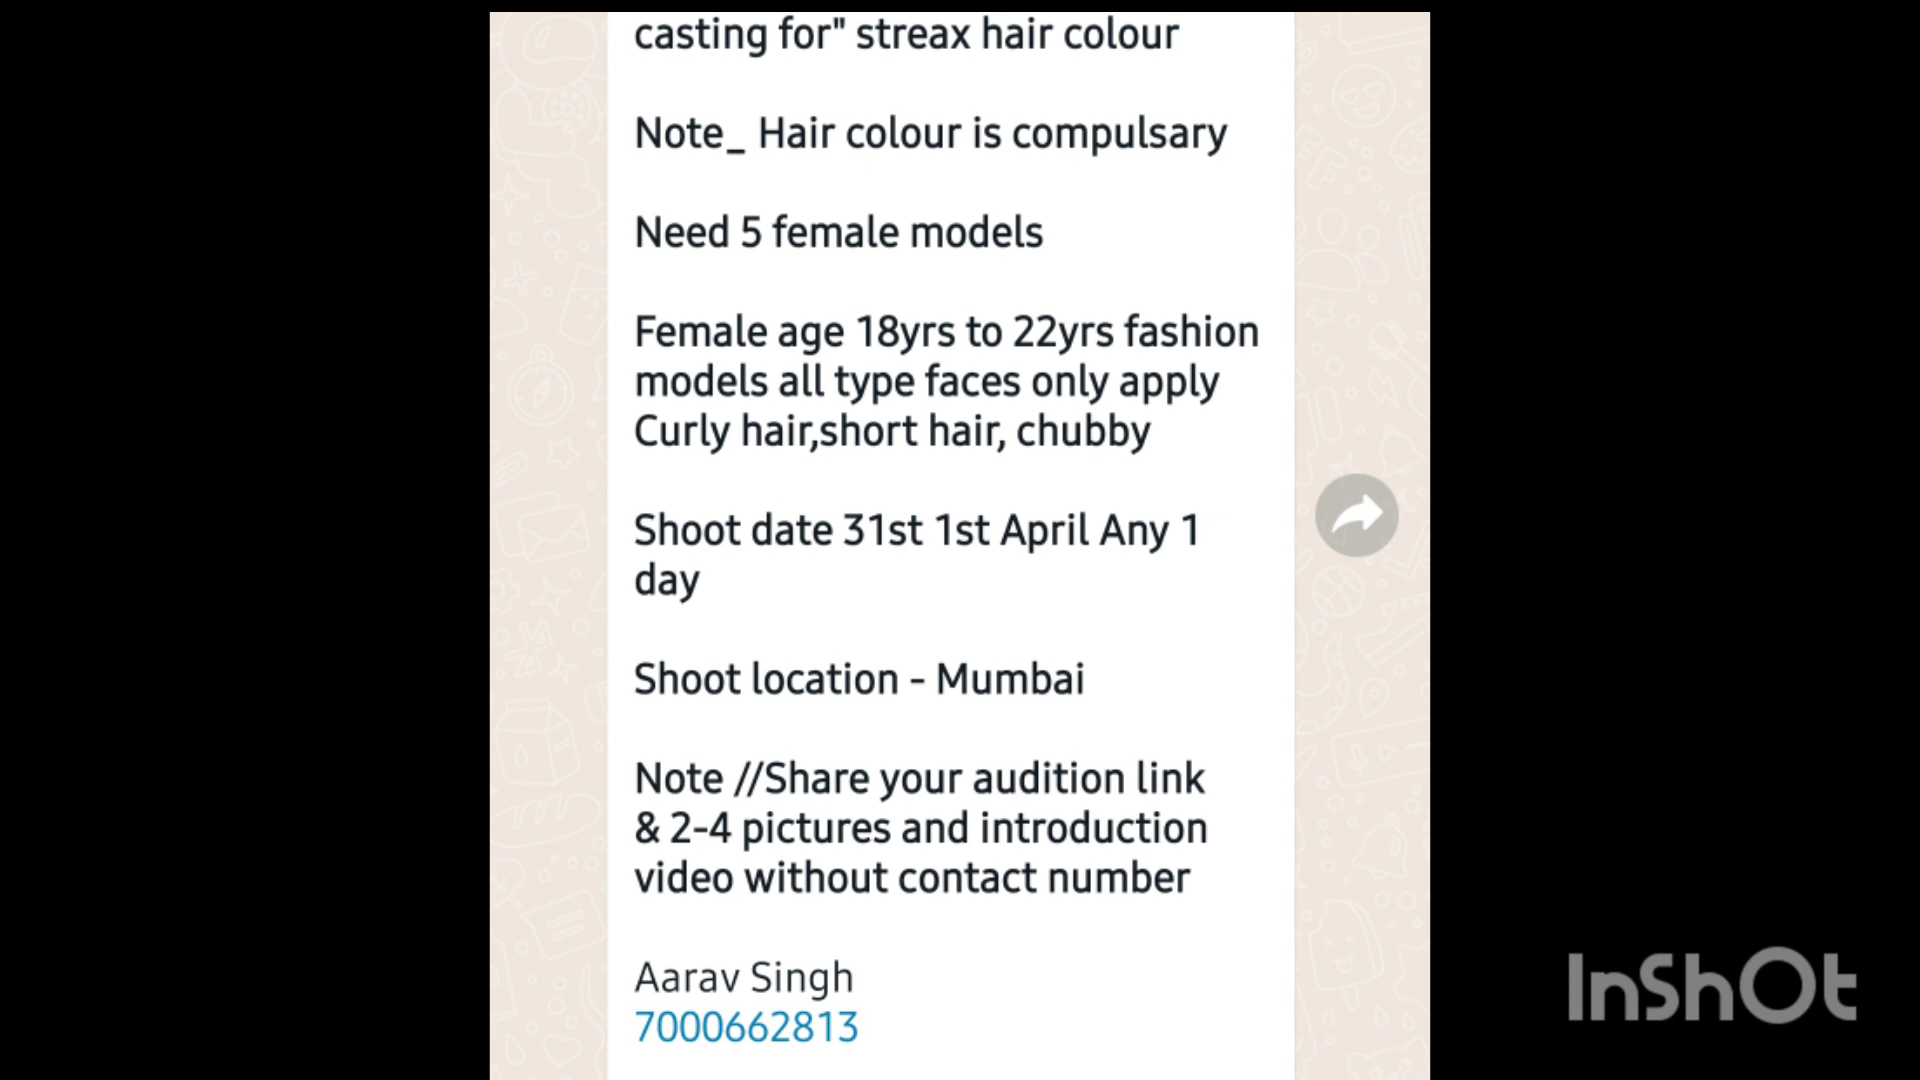 casting for" streax hair colour
Note_ Hair colour is compulsary
Need 5 female models
Female age 18yrs to 22yrs fashion
models all type faces only apply
Curly hair,short hair, chubby
Shoot date 31st 1st April Any 1
day
Shoot location - Mumbai
Note //Share your audition link
& 2-4 pictures and introduction
video without contact number
Aarav Singh
7000662813
InShOt